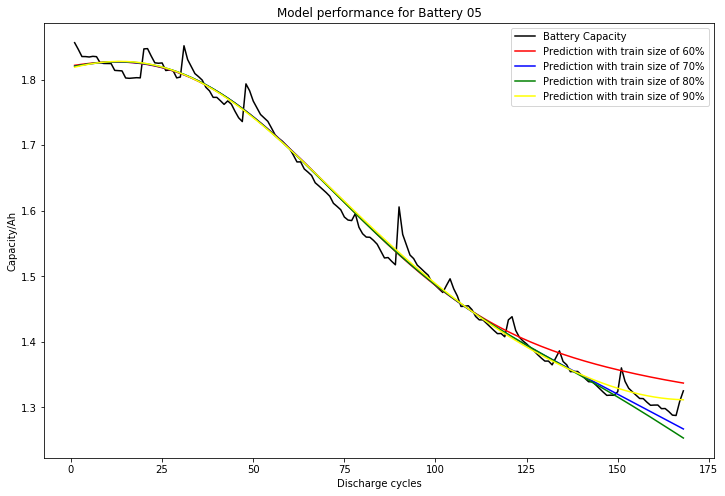 Model performance for Battery 05
Battery Capacity
Prediction with train size of 60%
Prediction with train size of 70%
Prediction with train size of 80%
Prediction with train size of 90%
Capacity/Ah
1.8
1.7
1.6
1.5
1.4
1.3
0
25
50
75
100
125
150
175
Discharge cycles